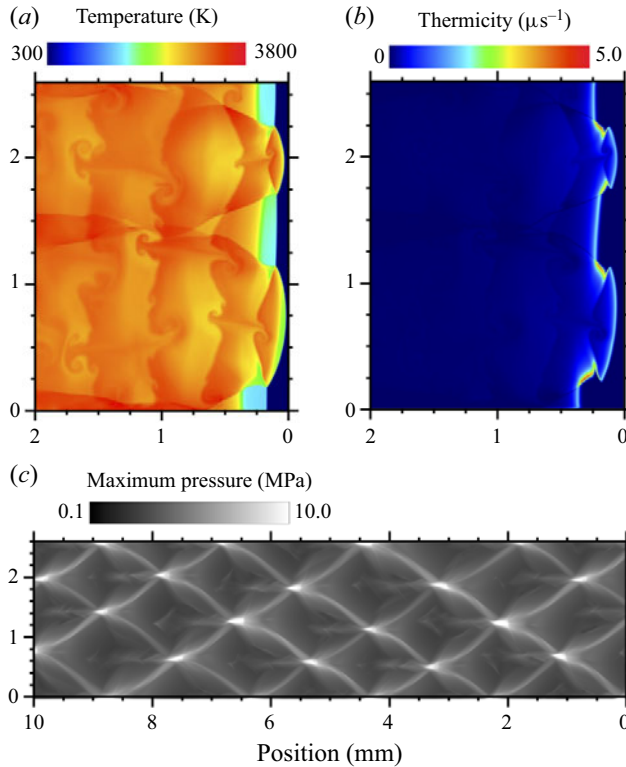 (a) Temperature (K) (b) Thermicity (μs⁻¹)
300 3800 0 5.0
2 2
1 1
0 0
2 1 0 2 1 0
(c) Maximum pressure (MPa)
0.1 10.0
2
1
0
10 8 6 4 2 0
Position (mm)